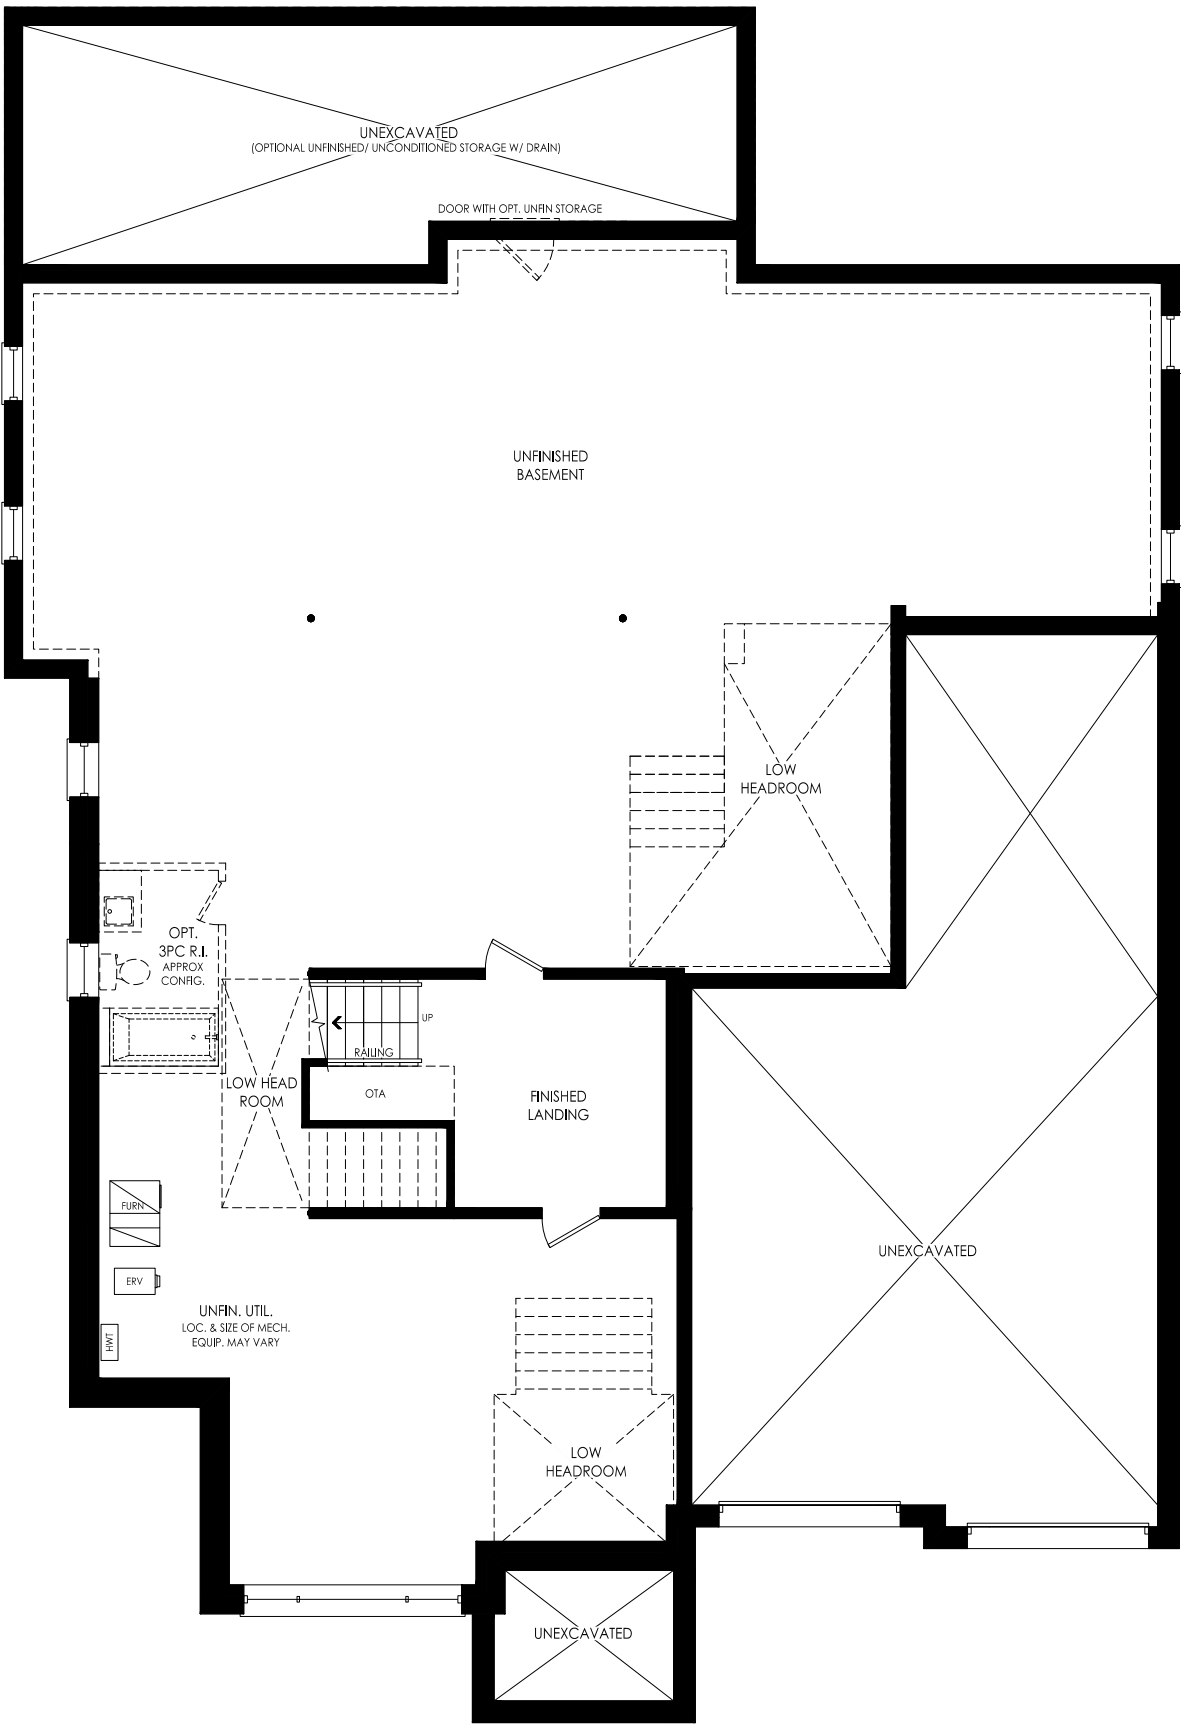 UNEXCAVATED
(OPTIONAL UNFINISHED/ UNCONDITIONED STORAGE W/ DRAIN)
DOOR WITH OPT. UNFIN STORAGE
UNFINISHED
BASEMENT
LOW
HEADROOM
OPT.
3PC R.I.
APPROX
CONFIG.
UP
RAILING
LOW HEAD
ROOM
OTA
FINISHED
LANDING
FURN
ERV
HWT
UNFIN. UTIL.
LOC. & SIZE OF MECH.
EQUIP. MAY VARY
UNEXCAVATED
LOW
HEADROOM
UNEXCAVATED